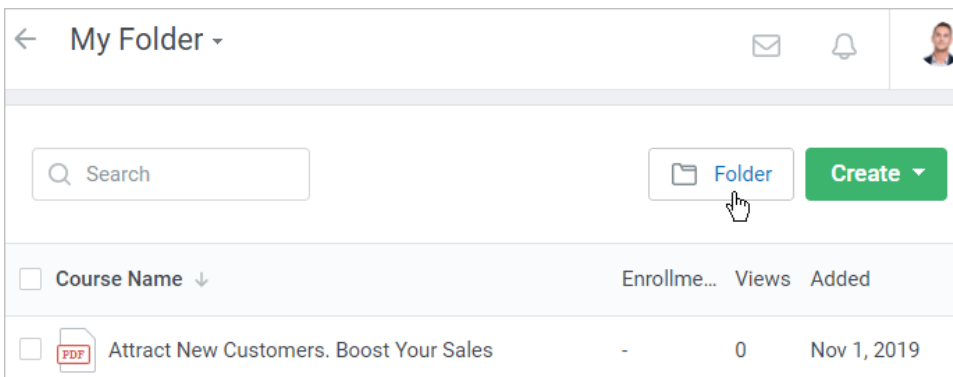 My Folder
Search
Folder
Create
Course Name Enrollme... Views Added
PDF Attract New Customers. Boost Your Sales - 0 Nov 1, 2019